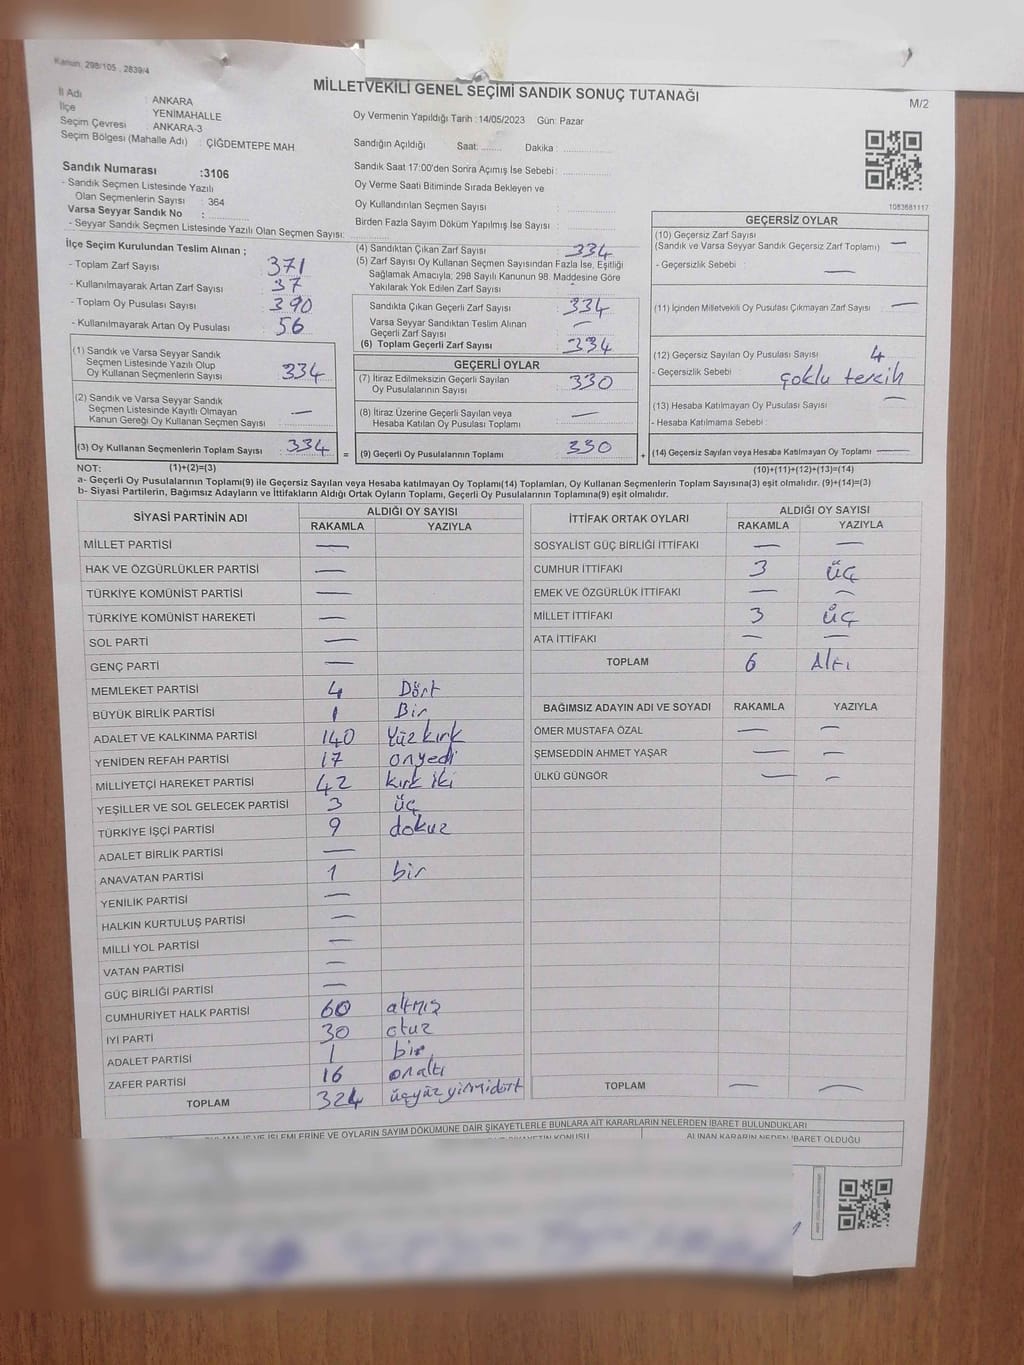 Kanun: 298/105 , 2839/4
MİLLETVEKİLİ GENEL SEÇİMİ SANDIK SONUÇ TUTANAĞI
M/2
İl Adı : ANKARA
İlçe YENİMAHALLE
Seçim Çevresi : ANKARA-3
Seçim Bölgesi (Mahalle Adı) : ÇİĞDEMTEPE MAH
Oy Vermenin Yapıldığı Tarih : 14/05/2023 Gün: Pazar
Sandığın Açıldığı Saat: ........ Dakika : ................
Sandık Saat 17:00'den Sonra Açımış İse Sebebi : ................
Oy Verme Saati Bitiminde Sırada Bekleyen ve
Oy Kullandırılan Seçmen Sayısı : ................
Birden Fazla Sayım Döküm Yapılmış İse Sayısı : ................
1083681117
Sandık Numarası :3106
- Sandık Seçmen Listesinde Yazılı
Olan Seçmenlerin Sayısı : 364
Varsa Seyyar Sandık No : ............
- Seyyar Sandık Seçmen Listesinde Yazılı Olan Seçmen Sayısı: ............
İlçe Seçim Kurulundan Teslim Alınan ;
- Toplam Zarf Sayısı : 371
- Kullanılmayarak Artan Zarf Sayısı : 37
- Toplam Oy Pusulası Sayısı : 390
- Kullanılmayarak Artan Oy Pusulası : 56
(1) Sandık ve Varsa Seyyar Sandık
Seçmen Listesinde Yazılı Olup
Oy Kullanan Seçmenlerin Sayısı : 334
(2) Sandık ve Varsa Seyyar Sandık
Seçmen Listesinde Kayıtlı Olmayan
Kanun Gereği Oy Kullanan Seçmen Sayısı : —
(3) Oy Kullanan Seçmenlerin Toplam Sayısı : 334 =
(4) Sandıktan Çıkan Zarf Sayısı : 334
(5) Zarf Sayısı Oy Kullanan Seçmen Sayısından Fazla İse, Eşitliği
Sağlamak Amacıyla; 298 Sayılı Kanunun 98. Maddesine Göre
Yakılarak Yok Edilen Zarf Sayısı : ............
Sandıkta Çıkan Geçerli Zarf Sayısı : 334
Varsa Seyyar Sandıktan Teslim Alınan
Geçerli Zarf Sayısı : —
(6) Toplam Geçerli Zarf Sayısı : 334
GEÇERLİ OYLAR
(7) İtiraz Edilmeksizin Geçerli Sayılan
Oy Pusulalarının Sayısı : 330
(8) İtiraz Üzerine Geçerli Sayılan veya
Hesaba Katılan Oy Pusulası Toplamı : —
(9) Geçerli Oy Pusulalarının Toplamı : 330 +
GEÇERSİZ OYLAR
(10) Geçersiz Zarf Sayısı
(Sandık ve Varsa Seyyar Sandık Geçersiz Zarf Toplamı) : —
- Geçersizlik Sebebi : —
(11) İçinden Milletvekili Oy Pusulası Çıkmayan Zarf Sayısı : —
(12) Geçersiz Sayılan Oy Pusulası Sayısı : 4
- Geçersizlik Sebebi : çoklu tercih
(13) Hesaba Katılmayan Oy Pusulası Sayısı : —
- Hesaba Katılmama Sebebi :
(14) Geçersiz Sayılan veya Hesaba Katılmayan Oy Toplamı : —
NOT: (1)+(2)=(3) (10)+(11)+(12)+(13)=(14)
a- Geçerli Oy Pusulalarının Toplamı(9) ile Geçersiz Sayılan veya Hesaba katılmayan Oy Toplamı(14) Toplamları, Oy Kullanan Seçmenlerin Toplam Sayısına(3) eşit olmalıdır. (9)+(14)=(3)
b- Siyasi Partilerin, Bağımsız Adayların ve İttifakların Aldığı Ortak Oyların Toplamı, Geçerli Oy Pusulalarının Toplamına(9) eşit olmalıdır.
SİYASİ PARTİNİN ADI ALDIĞI OY SAYISI
RAKAMLA YAZIYLA
MİLLET PARTİSİ —
HAK VE ÖZGÜRLÜKLER PARTİSİ —
TÜRKİYE KOMÜNİST PARTİSİ —
TÜRKİYE KOMÜNİST HAREKETİ —
SOL PARTİ —
GENÇ PARTİ —
MEMLEKET PARTİSİ 4 Dört
BÜYÜK BİRLİK PARTİSİ 1 Bir
ADALET VE KALKINMA PARTİSİ 140 Yüz kırk
YENİDEN REFAH PARTİSİ 17 onyedi
MİLLİYETÇİ HAREKET PARTİSİ 42 kırk iki
YEŞİLLER VE SOL GELECEK PARTİSİ 3 üç
TÜRKİYE İŞÇİ PARTİSİ 9 dokuz
ADALET BİRLİK PARTİSİ —
ANAVATAN PARTİSİ 1 bir
YENİLİK PARTİSİ —
HALKIN KURTULUŞ PARTİSİ —
MİLLİ YOL PARTİSİ —
VATAN PARTİSİ —
GÜÇ BİRLİĞİ PARTİSİ —
CUMHURİYET HALK PARTİSİ 60 altmış
İYİ PARTİ 30 otuz
ADALET PARTİSİ 1 bir
ZAFER PARTİSİ 16 onaltı
TOPLAM 324 üçyüz yirmidört
İTTİFAK ORTAK OYLARI ALDIĞI OY SAYISI
RAKAMLA YAZIYLA
SOSYALİST GÜÇ BİRLİĞİ İTTİFAKI — —
CUMHUR İTTİFAKI 3 üç
EMEK VE ÖZGÜRLÜK İTTİFAKI — —
MİLLET İTTİFAKI 3 üç
ATA İTTİFAKI — —
TOPLAM 6 Altı
BAĞIMSIZ ADAYIN ADI VE SOYADI RAKAMLA YAZIYLA
ÖMER MUSTAFA ÖZAL — —
ŞEMSEDDİN AHMET YAŞAR — —
ÜLKÜ GÜNGÖR — —
TOPLAM — —
İŞ VE İŞLEMLERİNE VE OYLARIN SAYIM DÖKÜMÜNE DAİR ŞİKAYETLERLE BUNLARA AİT KARARLARIN NELERDEN İBARET BULUNDUKLARI
ALINAN KARARIN NEDEN İBARET OLDUĞU